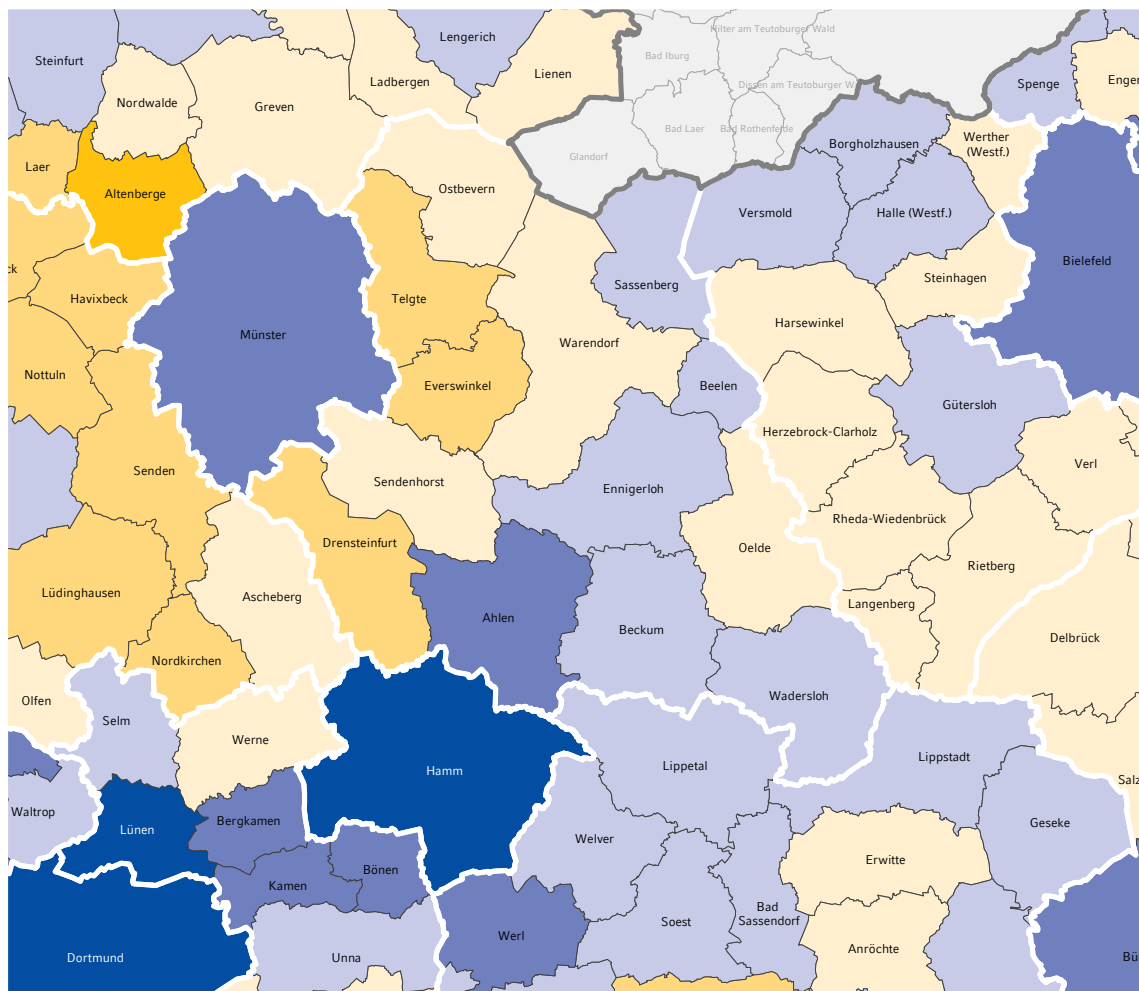 Hilter am Teutoburger Wald
Lengerich
Bad Iburg
Steinfurt
Lienen
Ladbergen
Dissen am Teutoburger W
Spenge
Enger
Nordwalde
Greven
Bad Laer
Bad Rothenfelde
Borgholzhausen
Werther
(Westf.)
Glandorf
Laer
Altenberge
Ostbevern
Versmold
Halle (Westf.)
Bielefeld
ck
Havixbeck
Telgte
Sassenberg
Steinhagen
Münster
Warendorf
Harsewinkel
Nottuln
Everswinkel
Beelen
Gütersloh
Herzebrock-Clarholz
Senden
Sendenhorst
Ennigerloh
Verl
Rheda-Wiedenbrück
Drensteinfurt
Oelde
Rietberg
Lüdinghausen
Ascheberg
Langenberg
Ahlen
Beckum
Delbrück
Nordkirchen
Olfen
Wadersloh
Selm
Werne
Lippstadt
Hamm
Lippetal
Salz
Waltrop
Bergkamen
Lünen
Geseke
Welver
Erwitte
Bönen
Kamen
Bad
Sassendorf
Soest
Werl
Anröchte
Dortmund
Unna
Bü